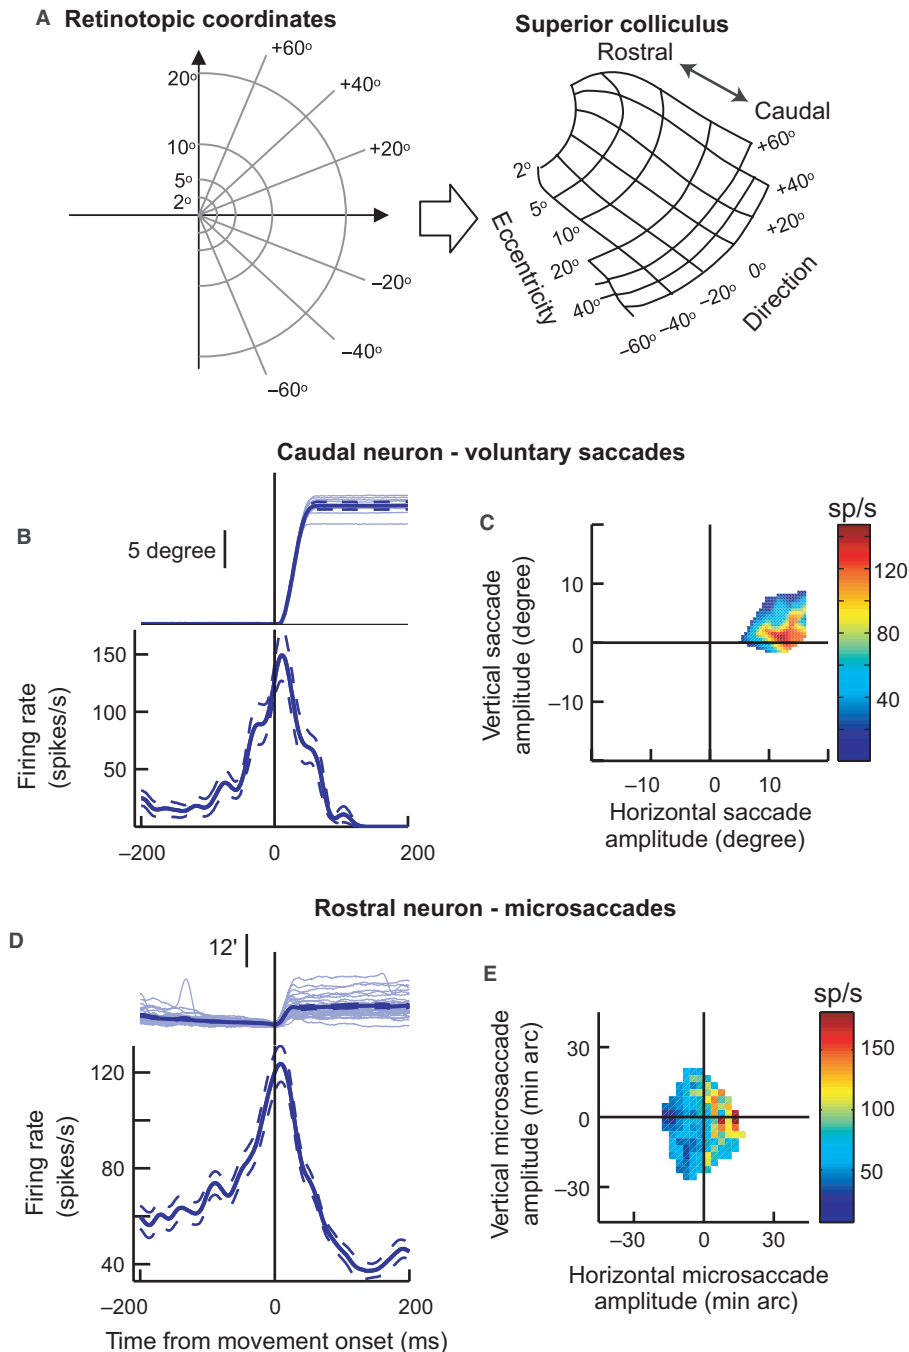 A Retinotopic coordinates
Superior colliculus
Rostral
Caudal
+60°
+40°
+20°
−20°
−40°
−60°
20°
10°
5°
2°
2°
5°
10°
20°
40°
Eccentricity
+60°
+40°
+20°
0°
−20°
−40°
−60°
Direction
Caudal neuron - voluntary saccades
B
5 degree
150
100
50
Firing rate
(spikes/s)
−200
0
200
C
sp/s
120
80
40
10
0
−10
Vertical saccade
amplitude (degree)
−10
0
10
Horizontal saccade
amplitude (degree)
Rostral neuron - microsaccades
D
12'
120
80
40
Firing rate
(spikes/s)
−200
0
200
Time from movement onset (ms)
E
sp/s
150
100
50
30
0
−30
Vertical microsaccade
amplitude (min arc)
−30
0
30
Horizontal microsaccade
amplitude (min arc)